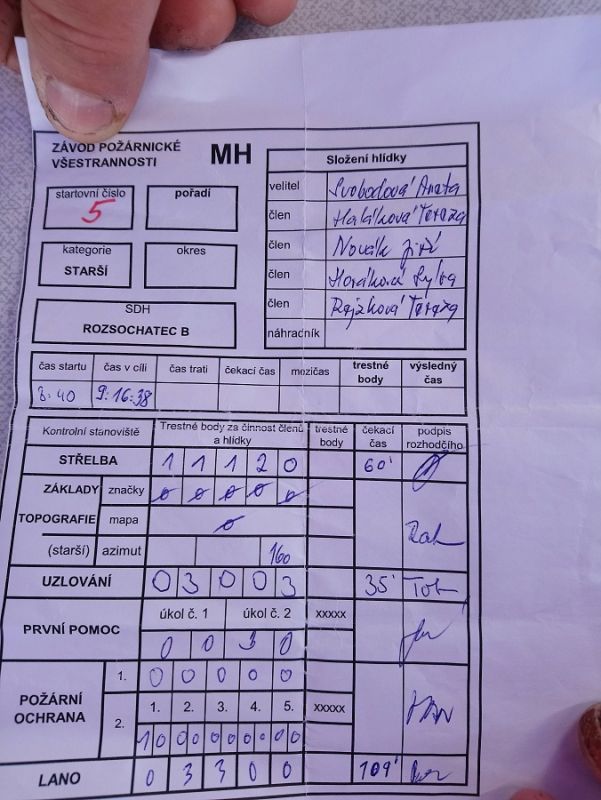 ZÁVOD POŽÁRNICKÉ
VŠESTRANNOSTI
MH
startovní číslo
5
pořadí
kategorie
STARŠÍ
okres
SDH
ROZSOCHATEC B
Složení hlídky
velitel Svobodová Aneta
člen Halíková Tereza
člen Novák Jiří
člen Horáková Sylva
člen Rejžková Tereza
náhradník
čas startu čas v cíli čas trati čekací čas mezičas trestné body výsledný čas
8:40 9:16:38
Kontrolní stanoviště Trestné body za činnost členů a hlídky trestné body čekací čas podpis rozhodčího
STŘELBA 1 1 1 2 0 60'
ZÁKLADY TOPOGRAFIE (starší)
značky 0 0 0 0 0
mapa 0
azimut 160
UZLOVÁNÍ 0 3 0 0 3 35'
PRVNÍ POMOC úkol č. 1 úkol č. 2 xxxxx
0 0 3 0
POŽÁRNÍ OCHRANA
1. 0 0 0 0 0
2. 1. 2. 3. 4. 5. xxxxx
1 0 0 0 0 0 0 0 0 0
LANO 0 3 3 0 0 109'